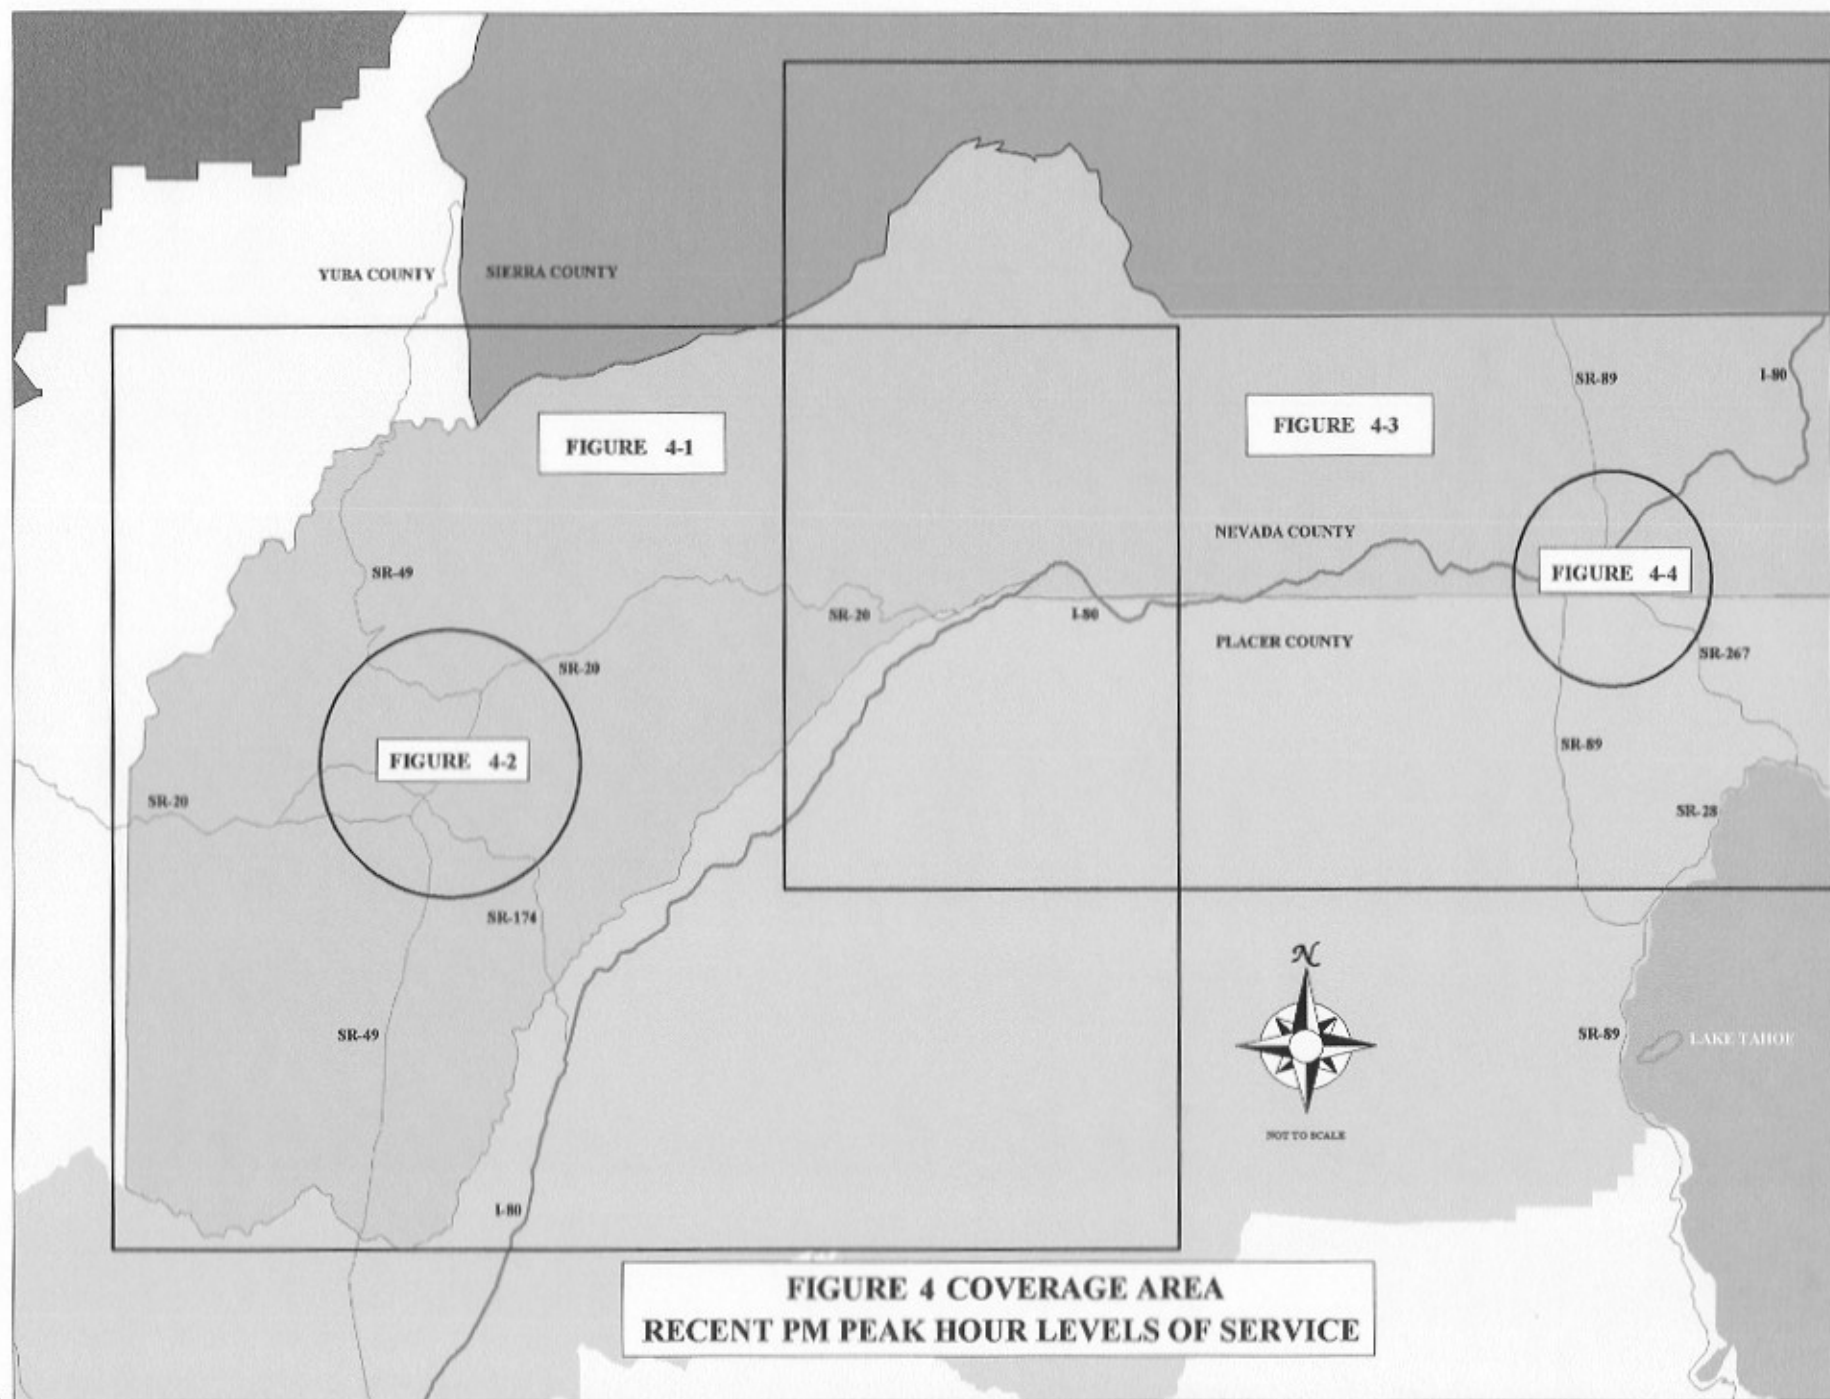 YUBA COUNTY
SIERRA COUNTY
SR-89
I-80
FIGURE 4-1
FIGURE 4-3
NEVADA COUNTY
SR-49
FIGURE 4-4
SR-20
I-80
PLACER COUNTY
SR-267
SR-20
FIGURE 4-2
SR-89
SR-20
SR-28
SR-174
N
SR-49
SR-89
LAKE TAHOE
NOT TO SCALE
I-80
FIGURE 4 COVERAGE AREA
RECENT PM PEAK HOUR LEVELS OF SERVICE